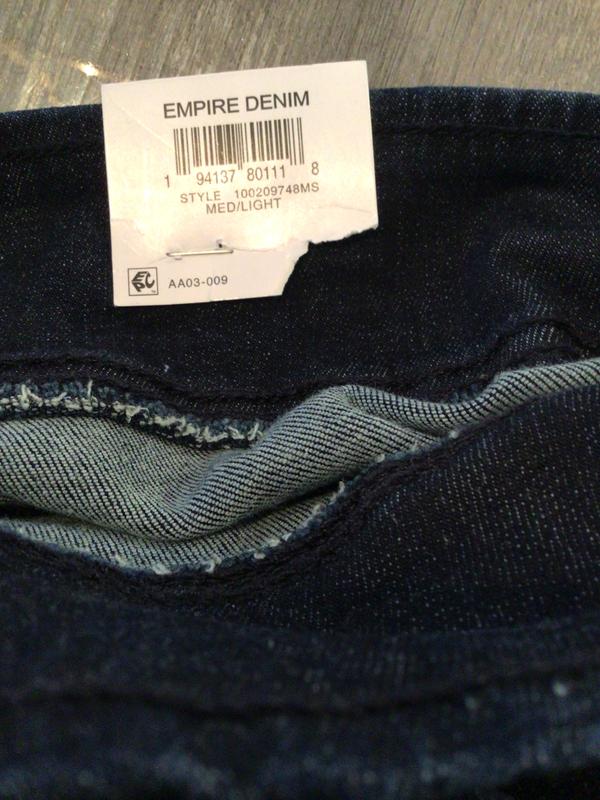 EMPIRE DENIM
1 94137 80111 8
STYLE 100209748MS
MED/LIGHT
AA03-009